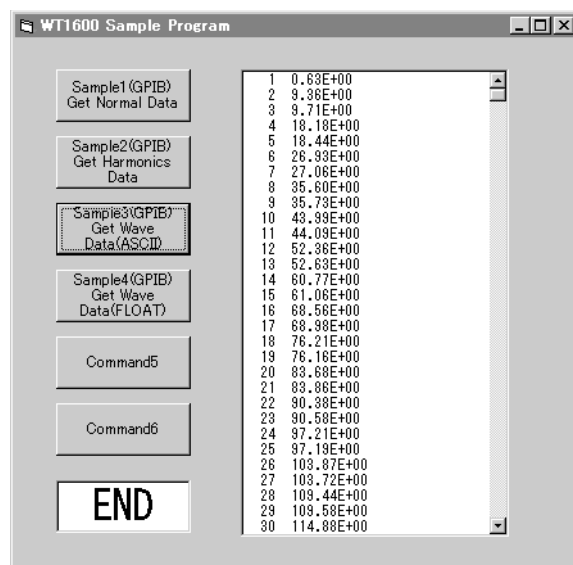 WT1600 Sample Program
Sample1(GPIB)
Get Normal Data
Sample2(GPIB)
Get Harmonics
Data
Sample3(GPIB)
Get Wave
Data(ASCII)
Sample4(GPIB)
Get Wave
Data(FLOAT)
Command5
Command6
END
1 0.63E+00
2 9.36E+00
3 9.71E+00
4 18.18E+00
5 18.44E+00
6 26.93E+00
7 27.06E+00
8 35.60E+00
9 35.73E+00
10 43.99E+00
11 44.09E+00
12 52.36E+00
13 52.63E+00
14 60.77E+00
15 61.06E+00
16 68.56E+00
17 68.98E+00
18 76.21E+00
19 76.16E+00
20 83.68E+00
21 83.86E+00
22 90.38E+00
23 90.58E+00
24 97.21E+00
25 97.19E+00
26 103.87E+00
27 103.72E+00
28 109.44E+00
29 109.58E+00
30 114.88E+00